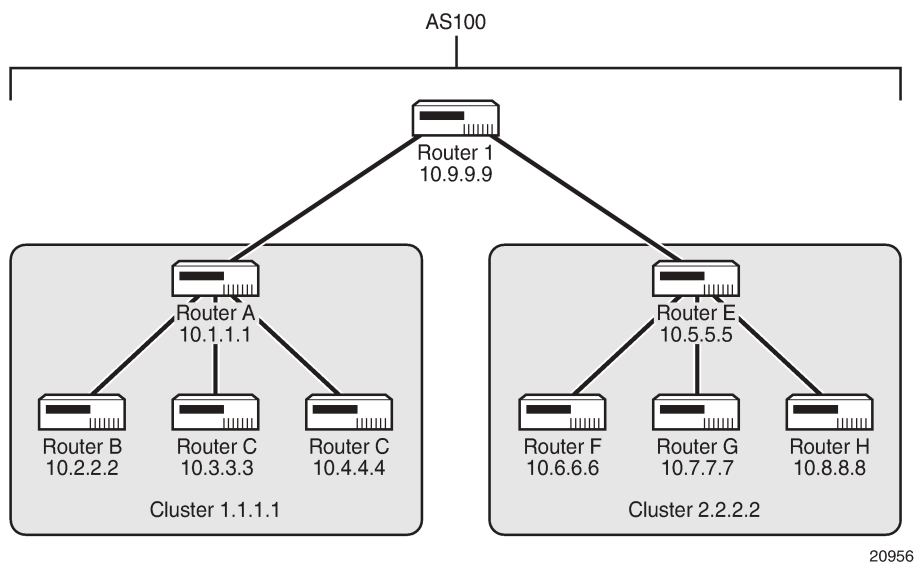 AS100
Router 1
10.9.9.9
Router A
10.1.1.1
Router E
10.5.5.5
Router B
10.2.2.2
Router C
10.3.3.3
Router C
10.4.4.4
Router F
10.6.6.6
Router G
10.7.7.7
Router H
10.8.8.8
Cluster 1.1.1.1
Cluster 2.2.2.2
20956